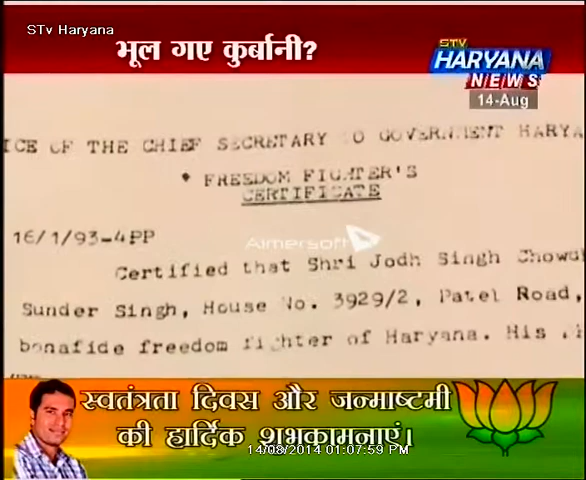 STv Haryana
भूल गए कुर्बानी?
STV
HARYANA
NEWS
14-Aug
ICE OF THE CHIEF SECRETARY TO GOVERNMENT HARYA
FREEDOM FIGHTER'S
CERTIFICATE
16/1/93-4PP
Aimersoft
Certified that Shri Jodh Singh Chowd
Sunder Singh, House No. 3929/2, Patel Road,
bonafide freedom fighter of Haryana. His
स्वतंत्रता दिवस और जन्माष्टमी
की हार्दिक शुभकामनाएं।
14/08/2014 01:07:59 PM